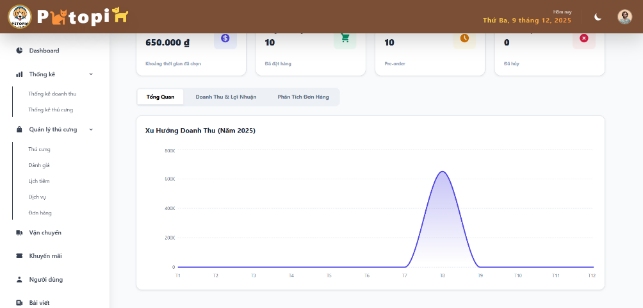 PETOPIA
Petopi
Hôm nay
Thứ Ba, 9 tháng 12, 2025
650.000 ₫
10
10
0
Khoảng thời gian đã chọn
Đã đặt hàng
Pre-order
Đã hủy
Dashboard
Thống kê
Thống kê doanh thu
Thống kê thú cưng
Quản lý thú cưng
Thú cưng
Đánh giá
Lịch tiêm
Dịch vụ
Đơn hàng
Vận chuyển
Khuyến mãi
Người dùng
Bài viết
Tổng Quan
Doanh Thu & Lợi Nhuận
Phân Tích Đơn Hàng
Xu Hướng Doanh Thu (Năm 2025)
800K
600K
400K
200K
0
T1 T2 T3 T4 T5 T6 T7 T8 T9 T10 T11 T12